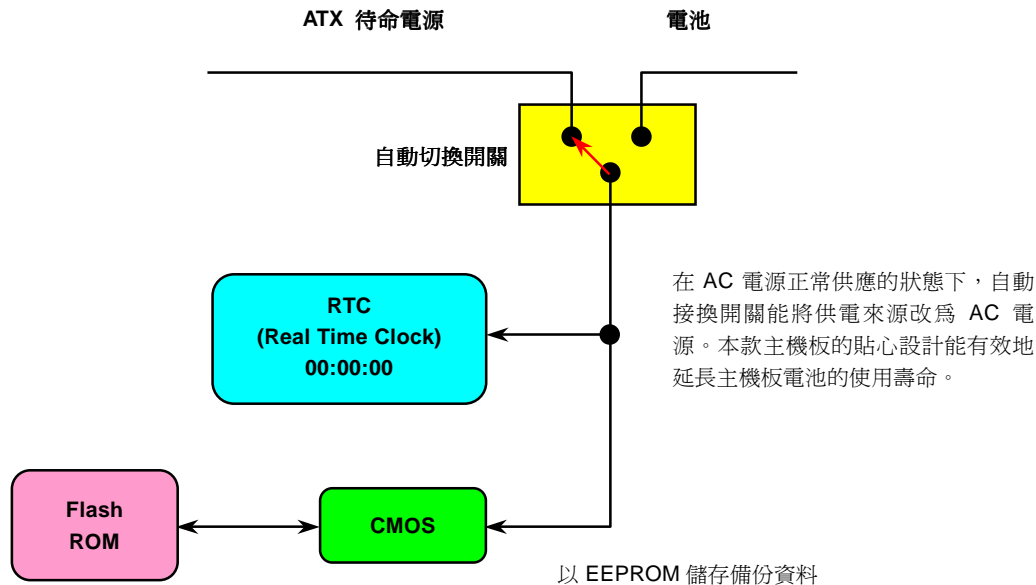 ATX 待命電源
電池
自動切換開關
在 AC 電源正常供應的狀態下，自動
接換開關能將供電來源改爲 AC 電
源。本款主機板的貼心設計能有效地
延長主機板電池的使用壽命。
RTC
(Real Time Clock)
00:00:00
Flash
ROM
CMOS
以 EEPROM 儲存備份資料